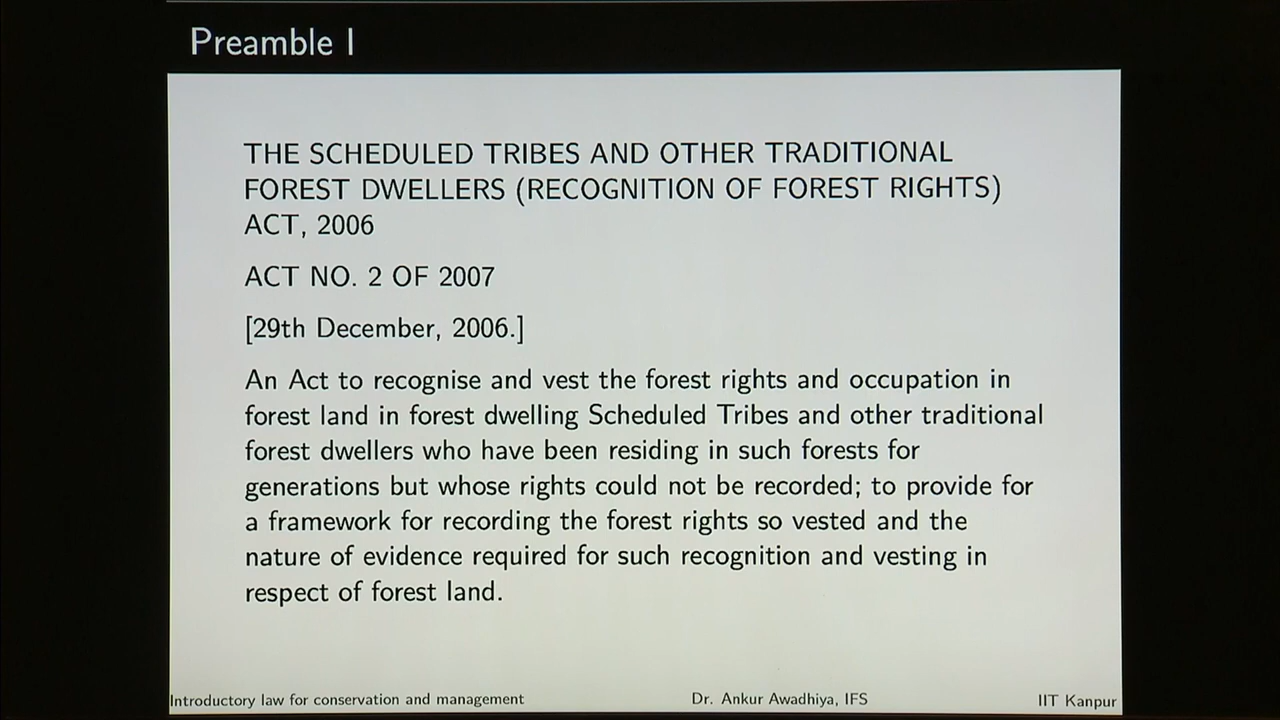 Preamble I
THE SCHEDULED TRIBES AND OTHER TRADITIONAL
FOREST DWELLERS (RECOGNITION OF FOREST RIGHTS)
ACT, 2006
ACT NO. 2 OF 2007
[29th December, 2006.]
An Act to recognise and vest the forest rights and occupation in
forest land in forest dwelling Scheduled Tribes and other traditional
forest dwellers who have been residing in such forests for
generations but whose rights could not be recorded; to provide for
a framework for recording the forest rights so vested and the
nature of evidence required for such recognition and vesting in
respect of forest land.
Introductory law for conservation and management Dr. Ankur Awadhiya, IFS IIT Kanpur